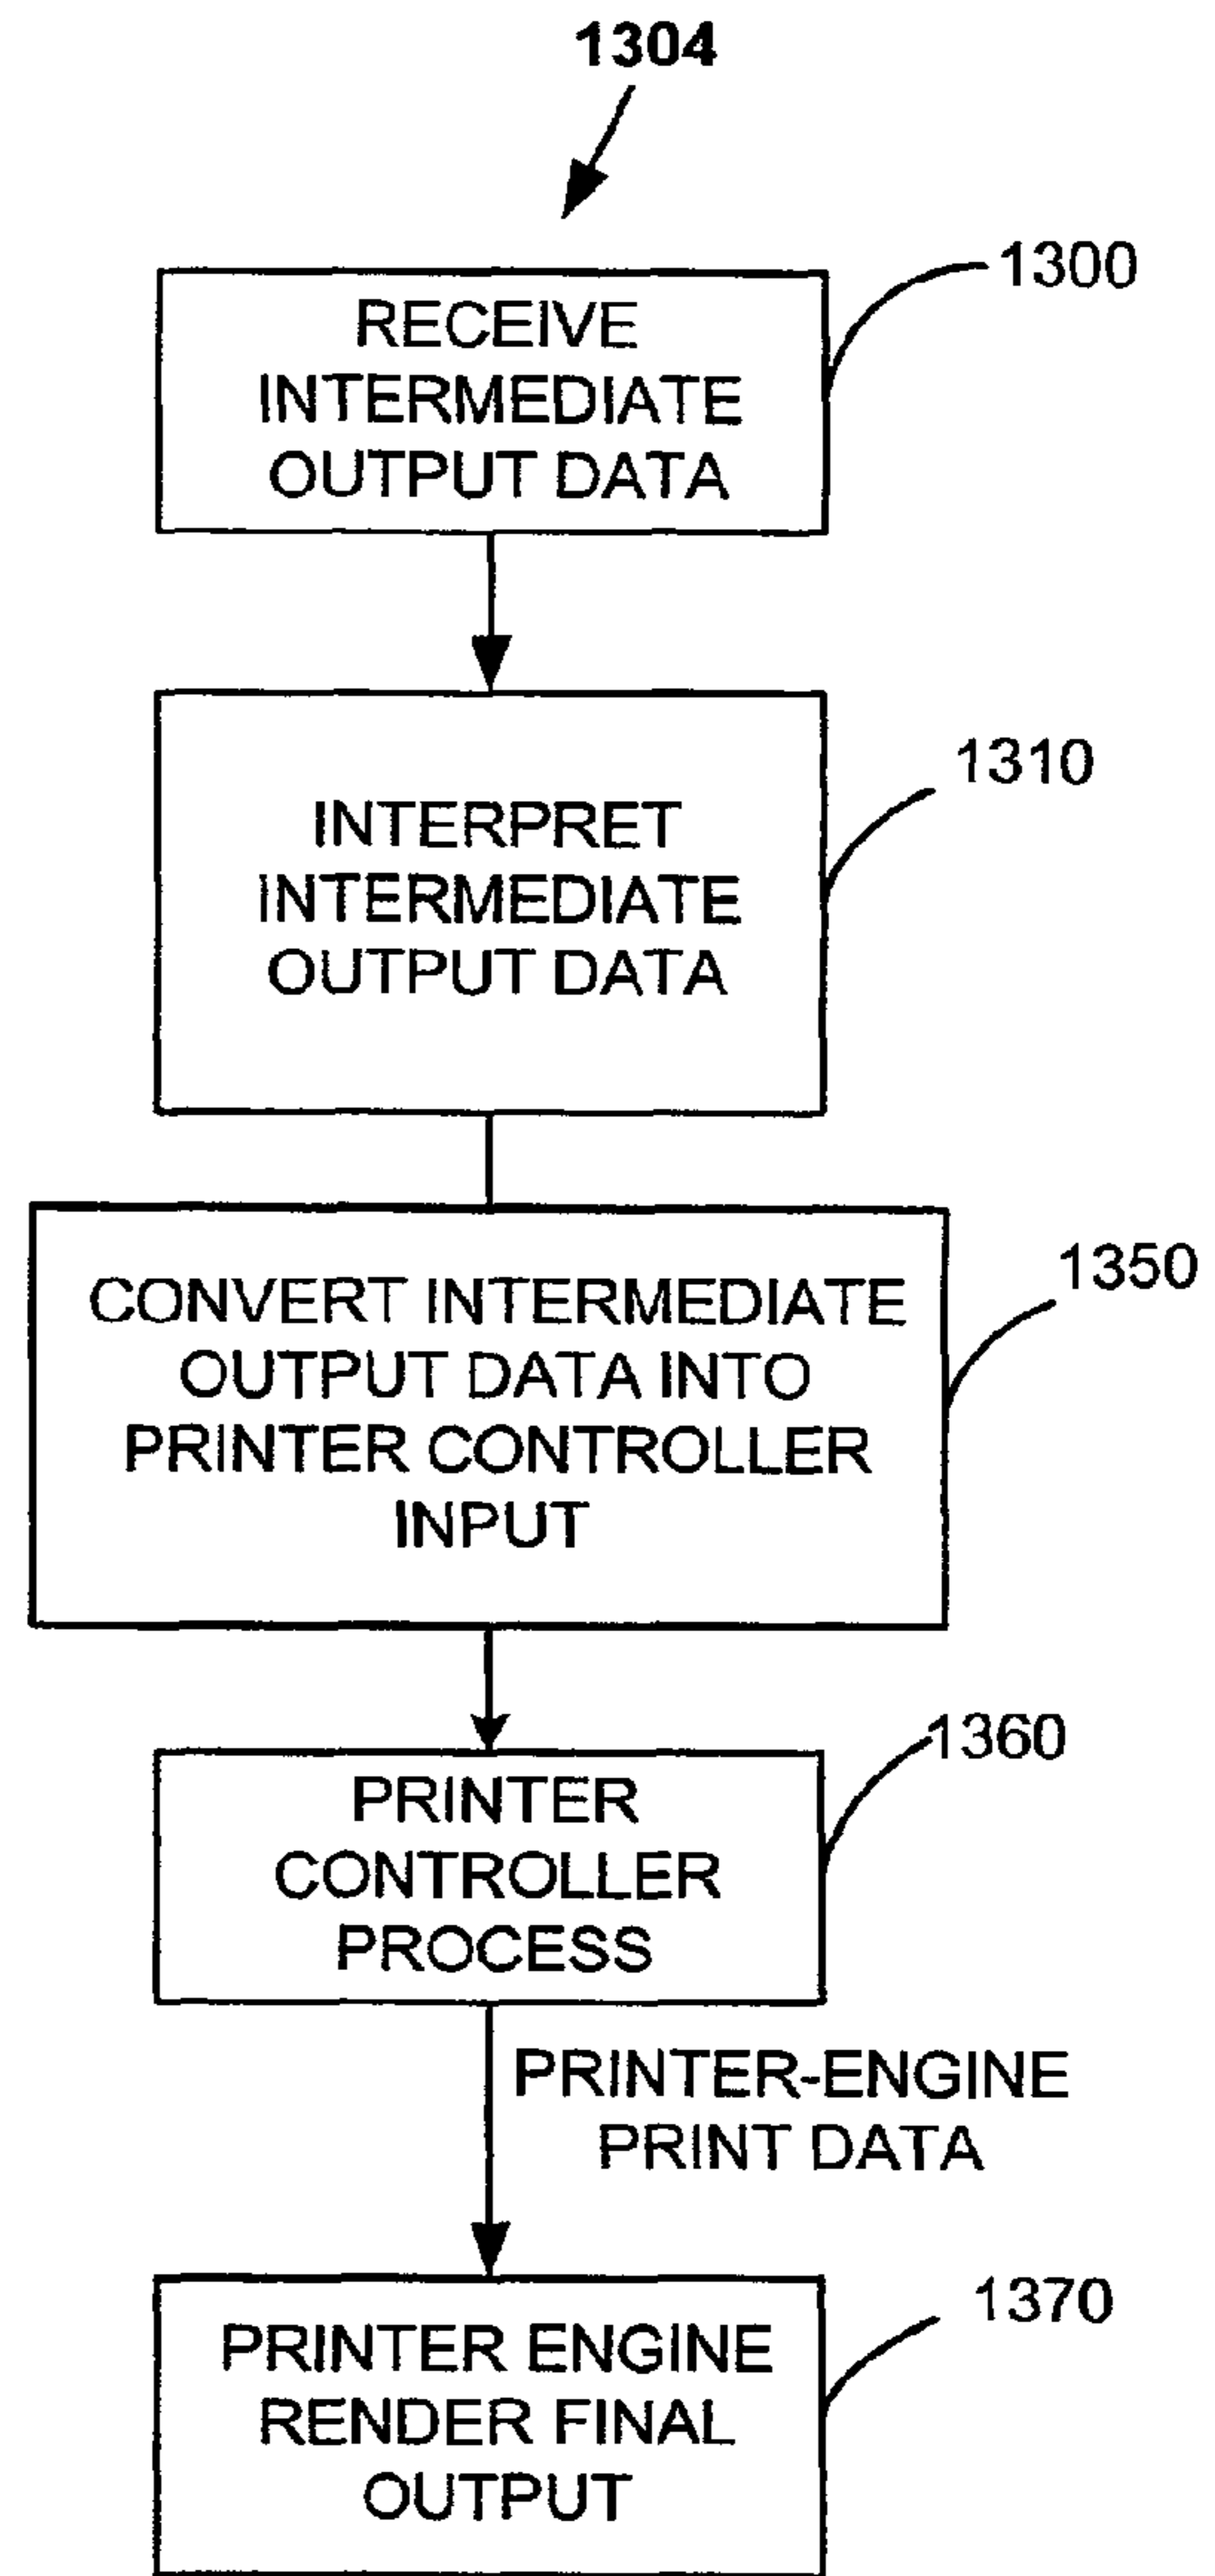 1304
1300
RECEIVE
INTERMEDIATE
OUTPUT DATA
1310
INTERPRET
INTERMEDIATE
OUTPUT DATA
1350
CONVERT INTERMEDIATE
OUTPUT DATA INTO
PRINTER CONTROLLER
INPUT
1360
PRINTER
CONTROLLER
PROCESS
PRINTER-ENGINE
PRINT DATA
1370
PRINTER ENGINE
RENDER FINAL
OUTPUT